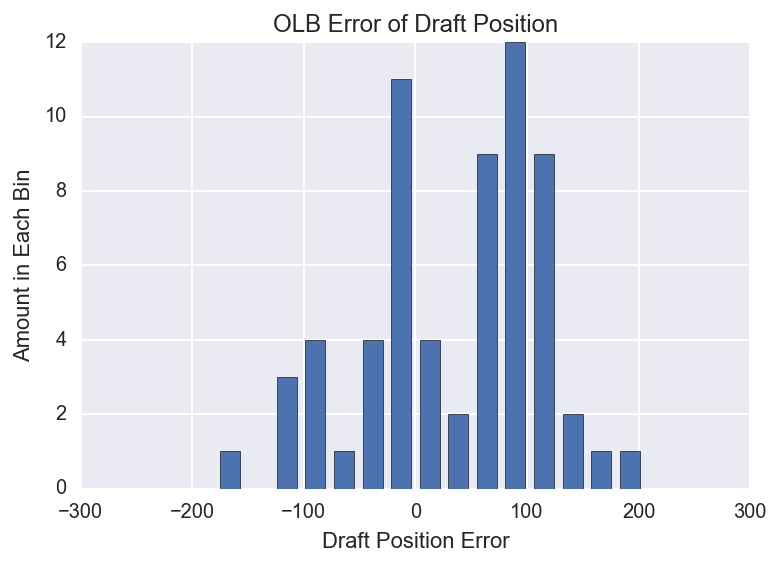 OLB Error of Draft Position
12
10
8
6
4
2
0
Amount in Each Bin
−300 −200 −100 0 100 200 300
Draft Position Error